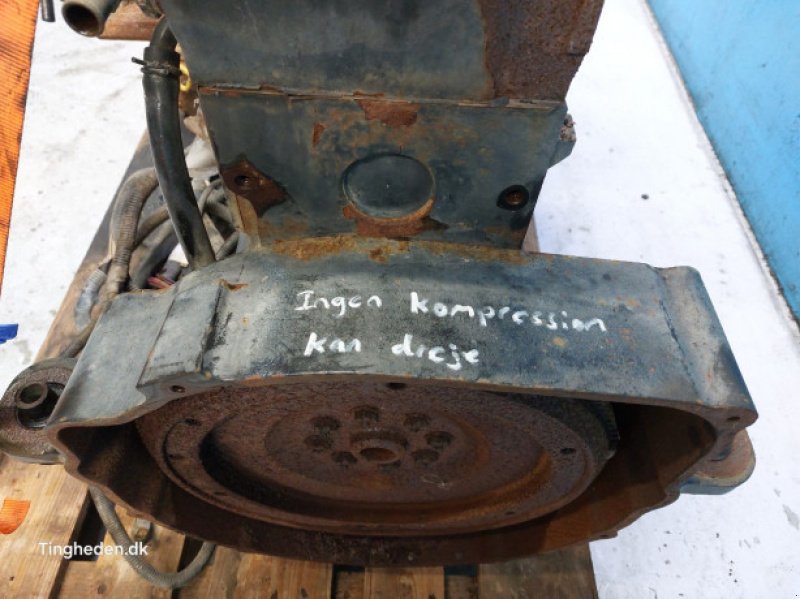 Ingen kompression
kan dreje
Tingheden.dk